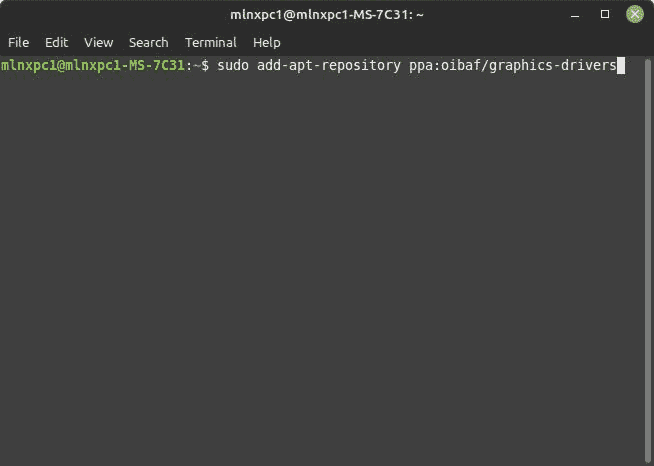 mlnxpc1@mlnxpc1-MS-7C31: ~
File Edit View Search Terminal Help
mlnxpc1@mlnxpc1-MS-7C31:~$ sudo add-apt-repository ppa:oibaf/graphics-drivers